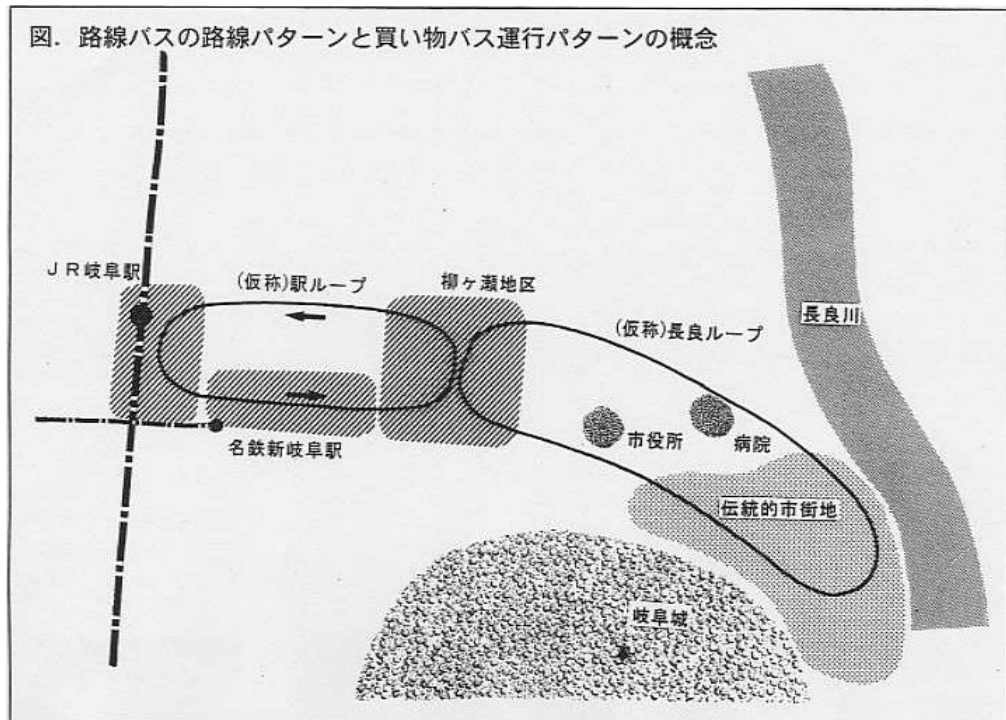 図．路線バスの路線パターンと買い物バス運行パターンの概念
ＪＲ岐阜駅
(仮称)駅ループ
柳ヶ瀬地区
(仮称)長良ループ
長良川
名鉄新岐阜駅
市役所
病院
伝統的市街地
岐阜城